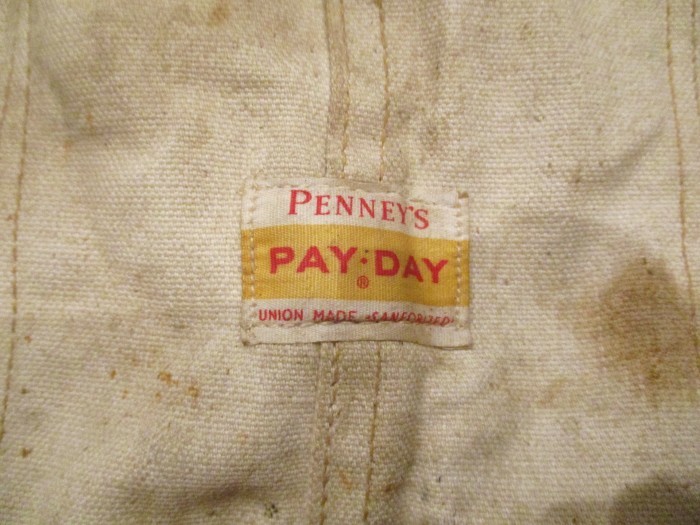 PENNEY'S
PAY·DAY
®
UNION MADE - SANFORIZED